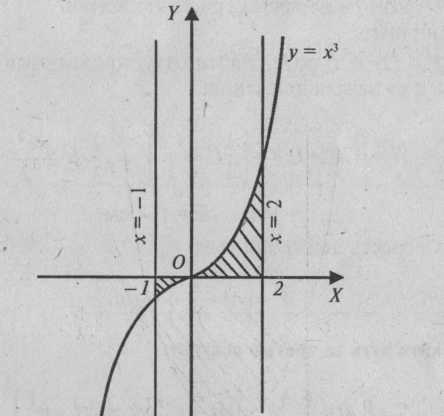 Y
y = x³
x = −1
x = 2
O
−1
2
X